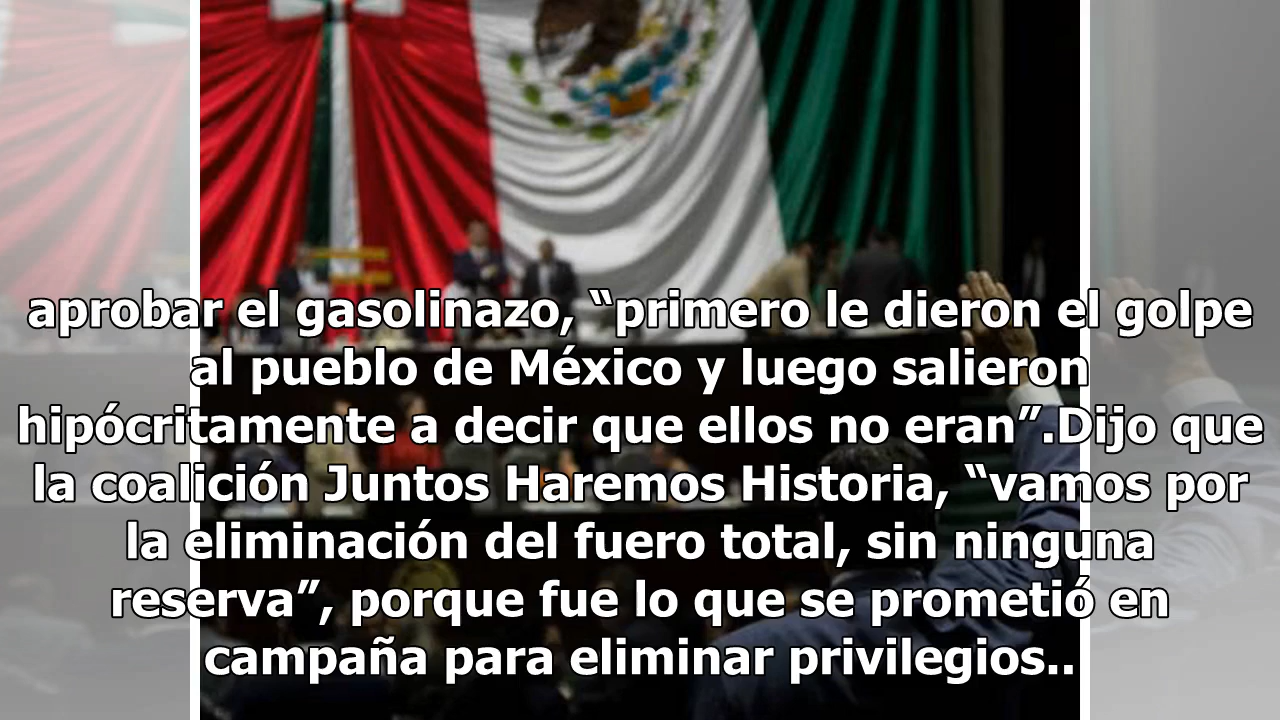 aprobar el gasolinazo, “primero le dieron el golpe
al pueblo de México y luego salieron
hipócritamente a decir que ellos no eran”.Dijo que
la coalición Juntos Haremos Historia, “vamos por
la eliminación del fuero total, sin ninguna
reserva”, porque fue lo que se prometió en
campaña para eliminar privilegios..